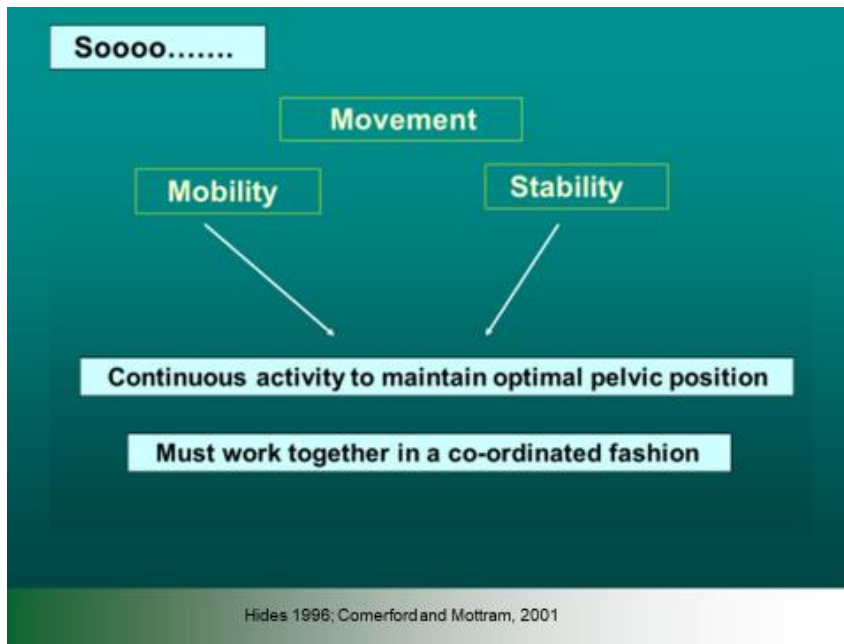 Soooo…….
Movement
Mobility
Stability
Continuous activity to maintain optimal pelvic position
Must work together in a co-ordinated fashion
Hides 1996; Comerford and Mottram, 2001